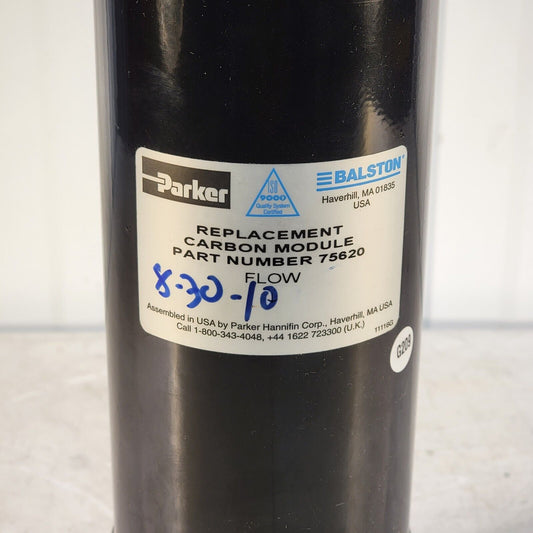 Parker
ISO
9000
Quality System
Certified
BALSTON®
Haverhill, MA 01835
USA
REPLACEMENT
CARBON MODULE
PART NUMBER 75620
FLOW
8-30-10
Assembled in USA by Parker Hannifin Corp., Haverhill, MA USA
Call 1-800-343-4048, +44 1622 723300 (U.K.)
11116G
G209